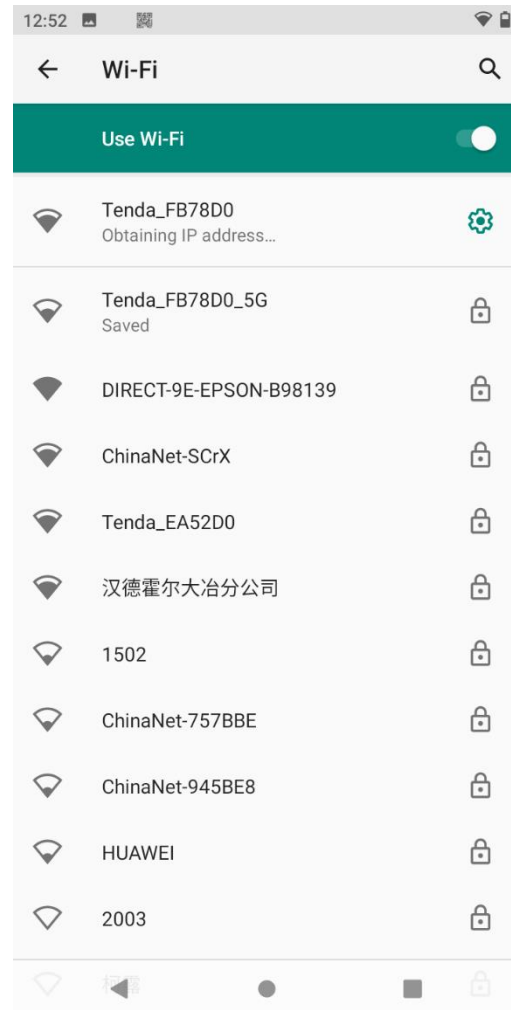 12:52
Wi-Fi
Use Wi-Fi
Tenda_FB78D0
Obtaining IP address…
Tenda_FB78D0_5G
Saved
DIRECT-9E-EPSON-B98139
ChinaNet-SCrX
Tenda_EA52D0
汉德霍尔大冶分公司
1502
ChinaNet-757BBE
ChinaNet-945BE8
HUAWEI
2003